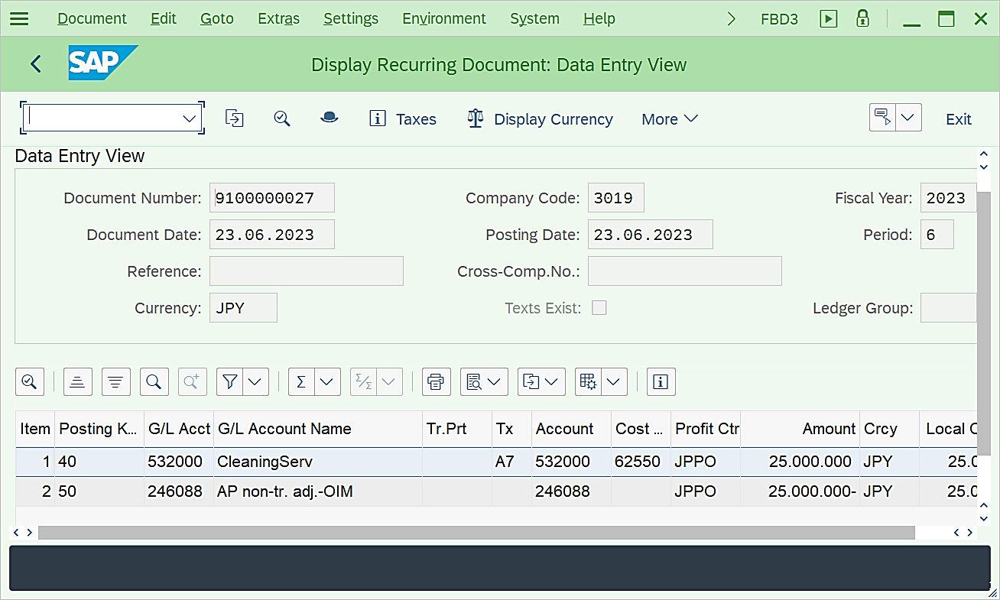 Document Edit Goto Extras Settings Environment System Help FBD3
SAP Display Recurring Document: Data Entry View
Taxes Display Currency More Exit
Data Entry View
Document Number: 9100000027 Company Code: 3019 Fiscal Year: 2023
Document Date: 23.06.2023 Posting Date: 23.06.2023 Period: 6
Reference: Cross-Comp.No.:
Currency: JPY Texts Exist: Ledger Group:
Item Posting K... G/L Acct G/L Account Name Tr.Prt Tx Account Cost ... Profit Ctr Amount Crcy Local C
1 40 532000 CleaningServ A7 532000 62550 JPPO 25.000.000 JPY 25.0
2 50 246088 AP non-tr. adj.-OIM 246088 JPPO 25.000.000- JPY 25.0